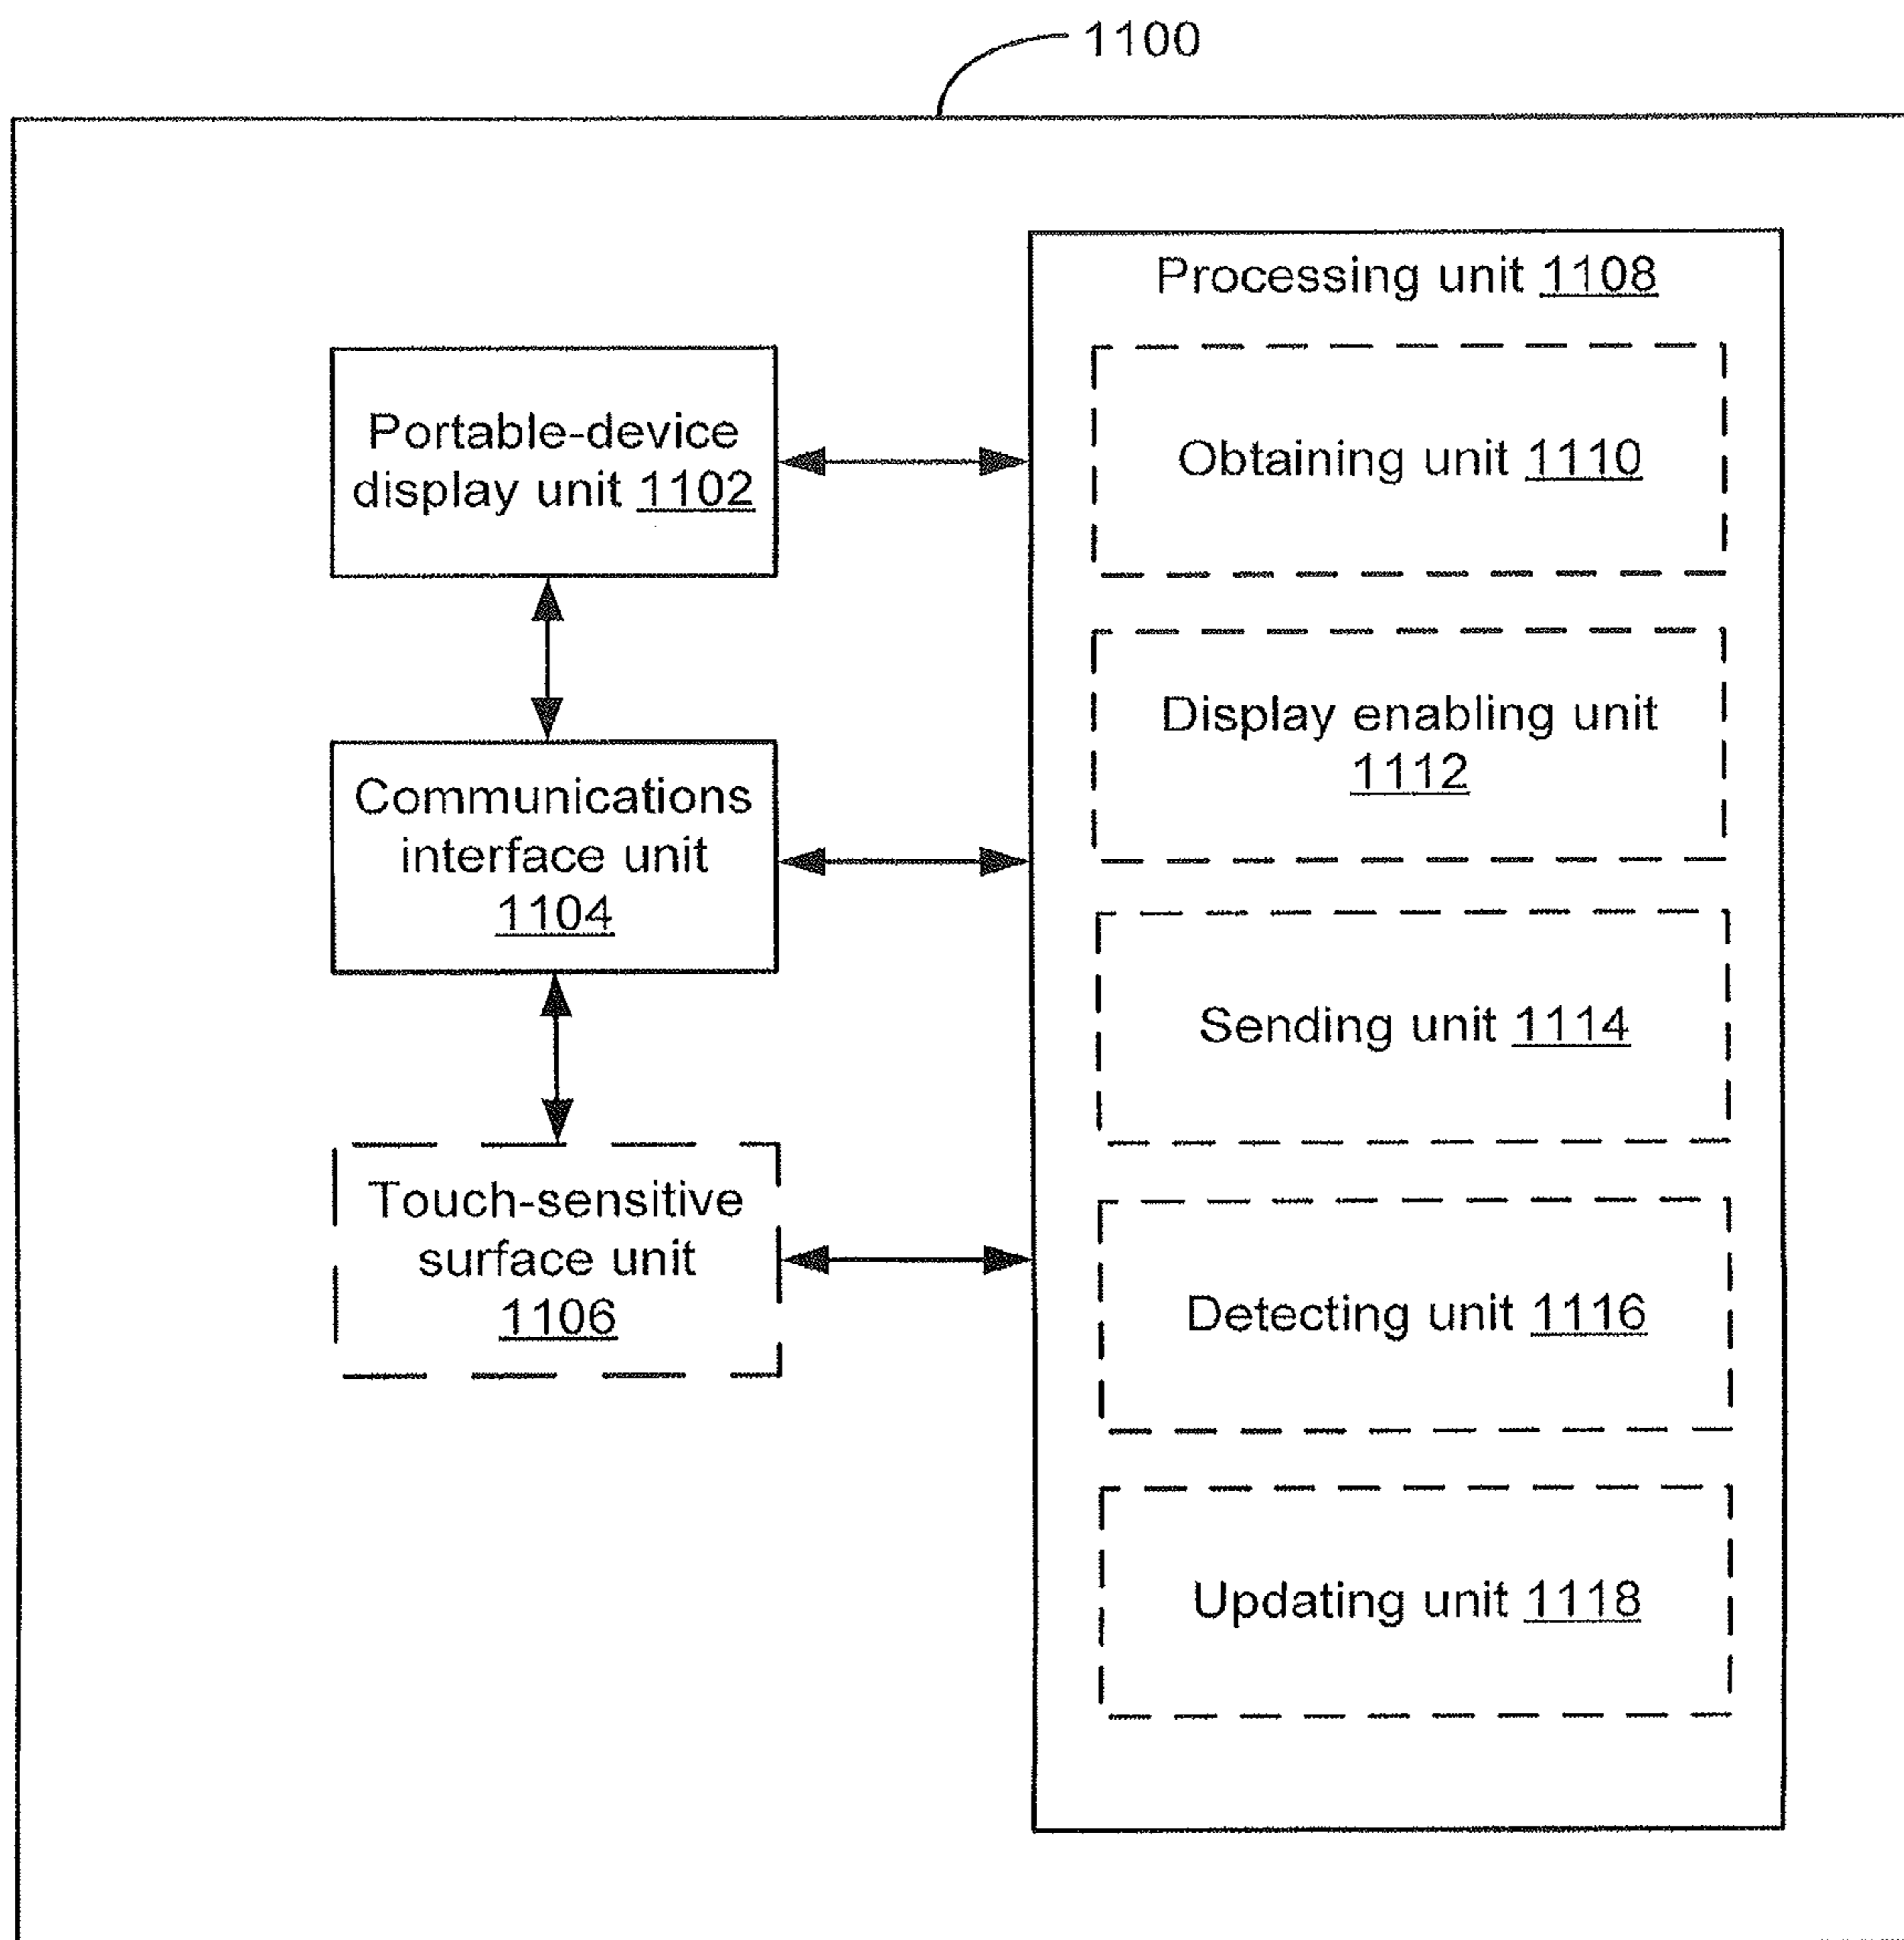 1100
Portable-device
display unit 1102
Communications
interface unit
1104
Touch-sensitive
surface unit
1106
Processing unit 1108
Obtaining unit 1110
Display enabling unit
1112
Sending unit 1114
Detecting unit 1116
Updating unit 1118